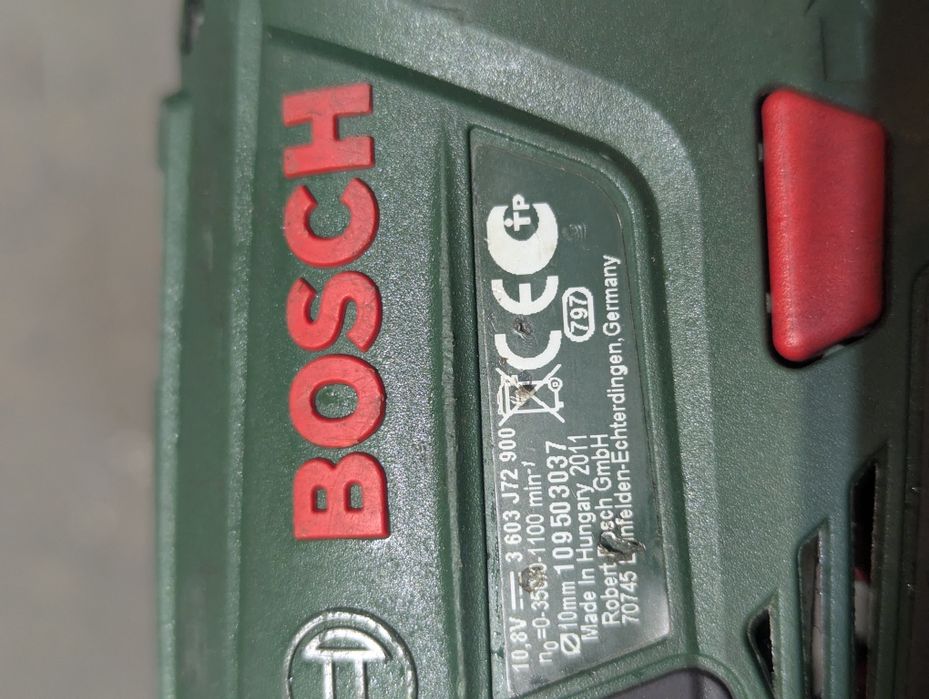 BOSCH
10,8V ⎓ 3 603 J72 900
n0=0-350/0-1100 min-1
Ø10mm 109503037
Made In Hungary 2011
Robert Bosch GmbH
70745 Leinfelden-Echterdingen, Germany
CE
797